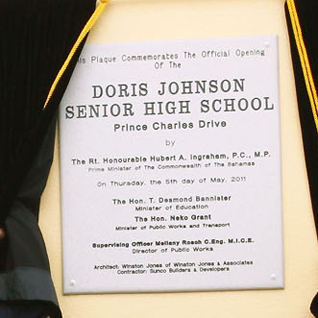 This Plaque Commemorates The Official Opening
Of The
DORIS JOHNSON
SENIOR HIGH SCHOOL
Prince Charles Drive
by
The Rt. Honourable Hubert A. Ingraham, P.C., M.P.
Prime Minister of The Commonwealth of The Bahamas
On Thursday, the 5th day of May, 2011
The Hon. T. Desmond Bannister
Minister of Education
The Hon. Neko Grant
Minister of Public Works and Transport
Supervising Officer Mellany Roach C.Eng. M.I.C.E.
Director of Public Works
Architect: Winston Jones of Winston Jones & Associates
Contractor: Sunco Builders & Developers